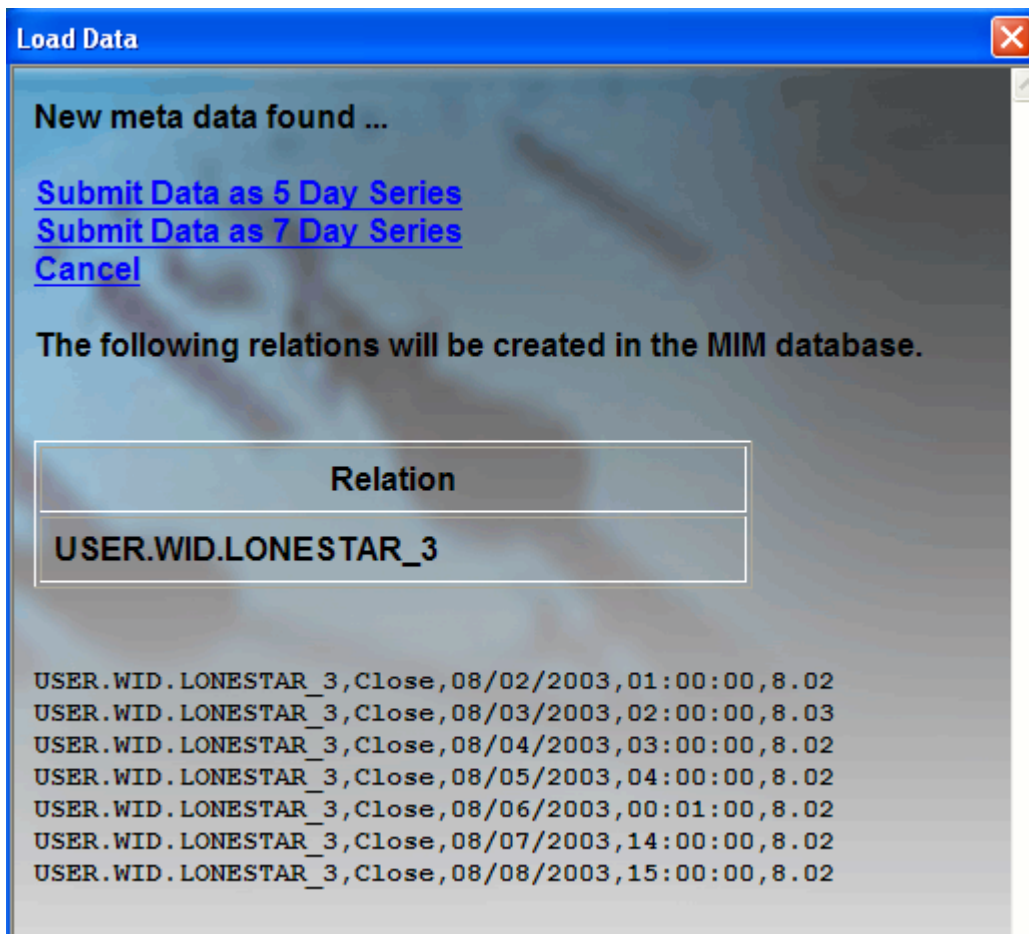 Load Data
New meta data found ...
Submit Data as 5 Day Series
Submit Data as 7 Day Series
Cancel
The following relations will be created in the MIM database.
Relation
USER.WID.LONESTAR_3
USER.WID.LONESTAR_3,Close,08/02/2003,01:00:00,8.02
USER.WID.LONESTAR_3,Close,08/03/2003,02:00:00,8.03
USER.WID.LONESTAR_3,Close,08/04/2003,03:00:00,8.02
USER.WID.LONESTAR_3,Close,08/05/2003,04:00:00,8.02
USER.WID.LONESTAR_3,Close,08/06/2003,00:01:00,8.02
USER.WID.LONESTAR_3,Close,08/07/2003,14:00:00,8.02
USER.WID.LONESTAR_3,Close,08/08/2003,15:00:00,8.02